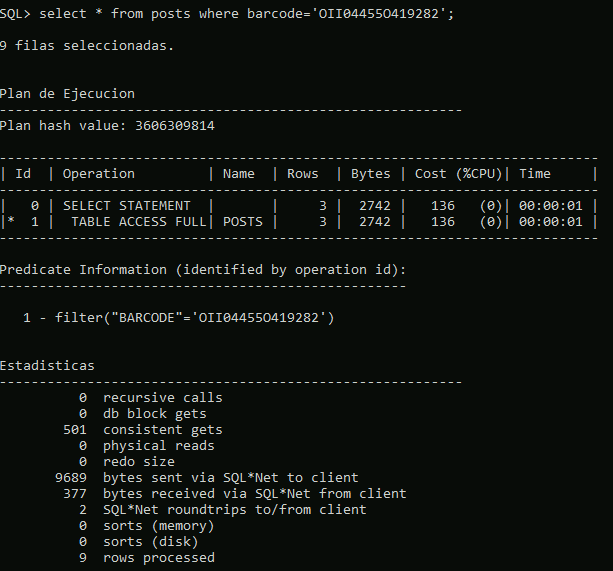 SQL> select * from posts where barcode='OII04455O419282';
9 filas seleccionadas.
Plan de Ejecucion
----------------------------------------------------------
Plan hash value: 3606309814
---------------------------------------------------------------------------
| Id | Operation | Name | Rows | Bytes | Cost (%CPU)| Time |
---------------------------------------------------------------------------
| 0 | SELECT STATEMENT | | 3 | 2742 | 136 (0)| 00:00:01 |
|* 1 | TABLE ACCESS FULL| POSTS | 3 | 2742 | 136 (0)| 00:00:01 |
---------------------------------------------------------------------------
Predicate Information (identified by operation id):
---------------------------------------------------
1 - filter("BARCODE"='OII04455O419282')
Estadisticas
----------------------------------------------------------
0 recursive calls
0 db block gets
501 consistent gets
0 physical reads
0 redo size
9689 bytes sent via SQL*Net to client
377 bytes received via SQL*Net from client
2 SQL*Net roundtrips to/from client
0 sorts (memory)
0 sorts (disk)
9 rows processed